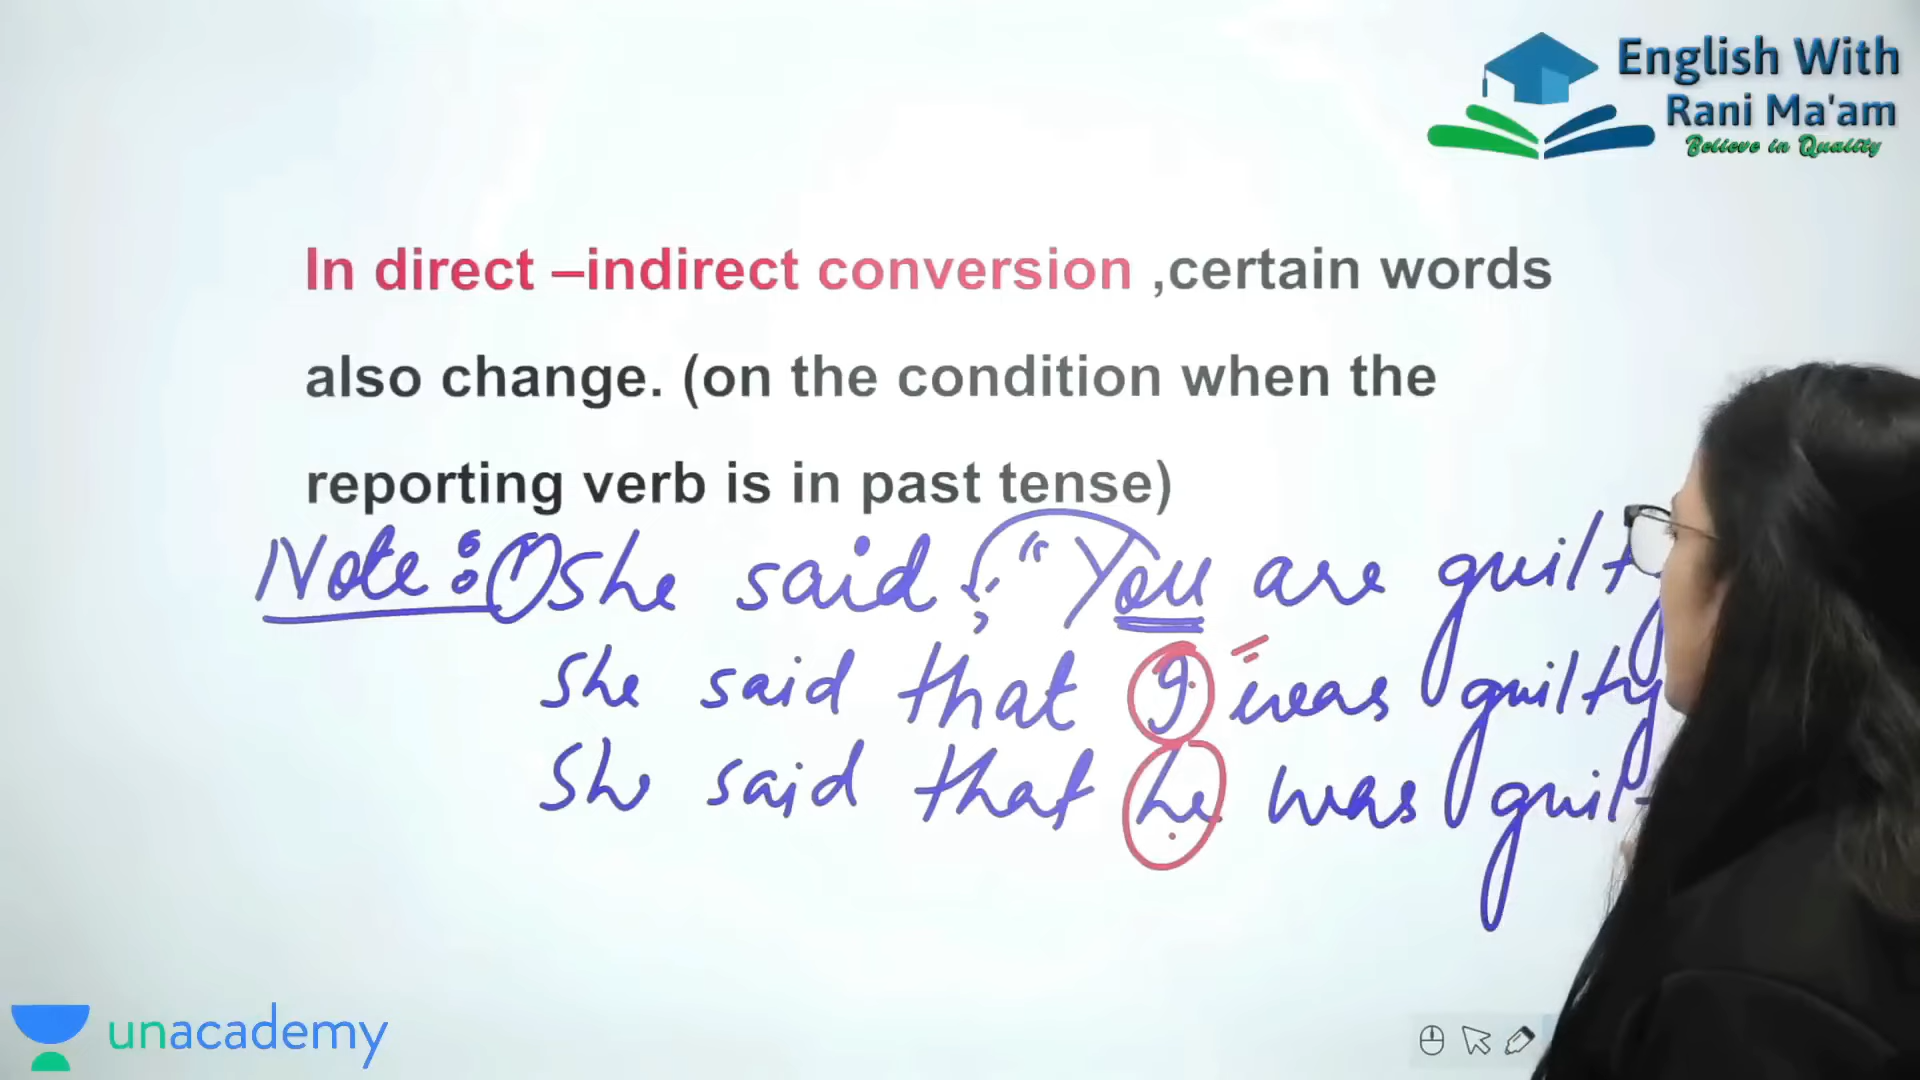 English With
Rani Ma'am
Believe in Quality
In direct –indirect conversion ,certain words
also change. (on the condition when the
reporting verb is in past tense)
Note: ① She said, "You are guilty
She said that I was guilty
She said that he was
unacademy